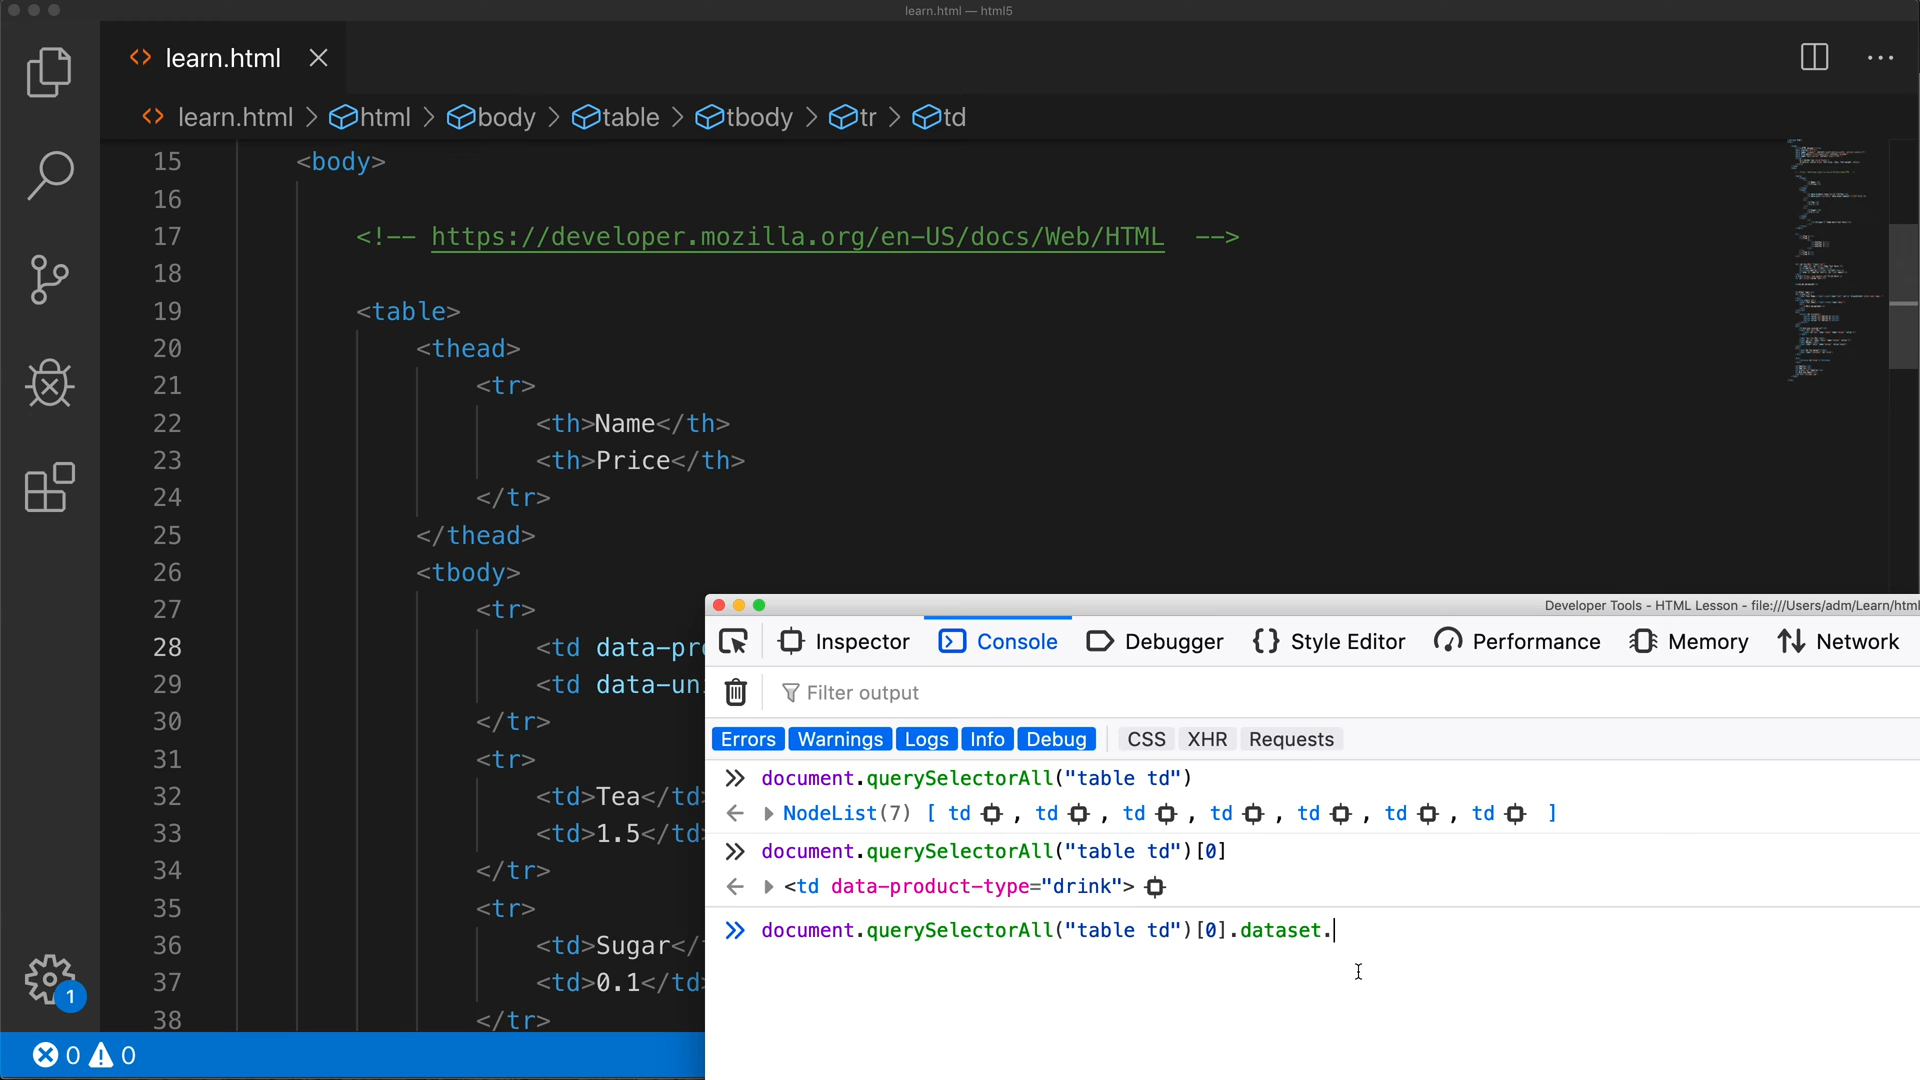 learn.html — html5
learn.html
learn.html > html > body > table > tbody > tr > td
15 <body>
16
17 <!-- https://developer.mozilla.org/en-US/docs/Web/HTML -->
18
19 <table>
20 <thead>
21 <tr>
22 <th>Name</th>
23 <th>Price</th>
24 </tr>
25 </thead>
26 <tbody>
27 <tr>
28 <td data-pro
29 <td data-uni
30 </tr>
31 <tr>
32 <td>Tea</td>
33 <td>1.5</td>
34 </tr>
35 <tr>
36 <td>Sugar</
37 <td>0.1</td>
38 </tr>
1
0 0
Developer Tools - HTML Lesson - file:///Users/adm/Learn/html
Inspector Console Debugger {} Style Editor Performance Memory Network
Filter output
Errors Warnings Logs Info Debug CSS XHR Requests
>> document.querySelectorAll("table td")
NodeList(7) [ td , td , td , td , td , td , td ]
>> document.querySelectorAll("table td")[0]
<td data-product-type="drink">
>> document.querySelectorAll("table td")[0].dataset.